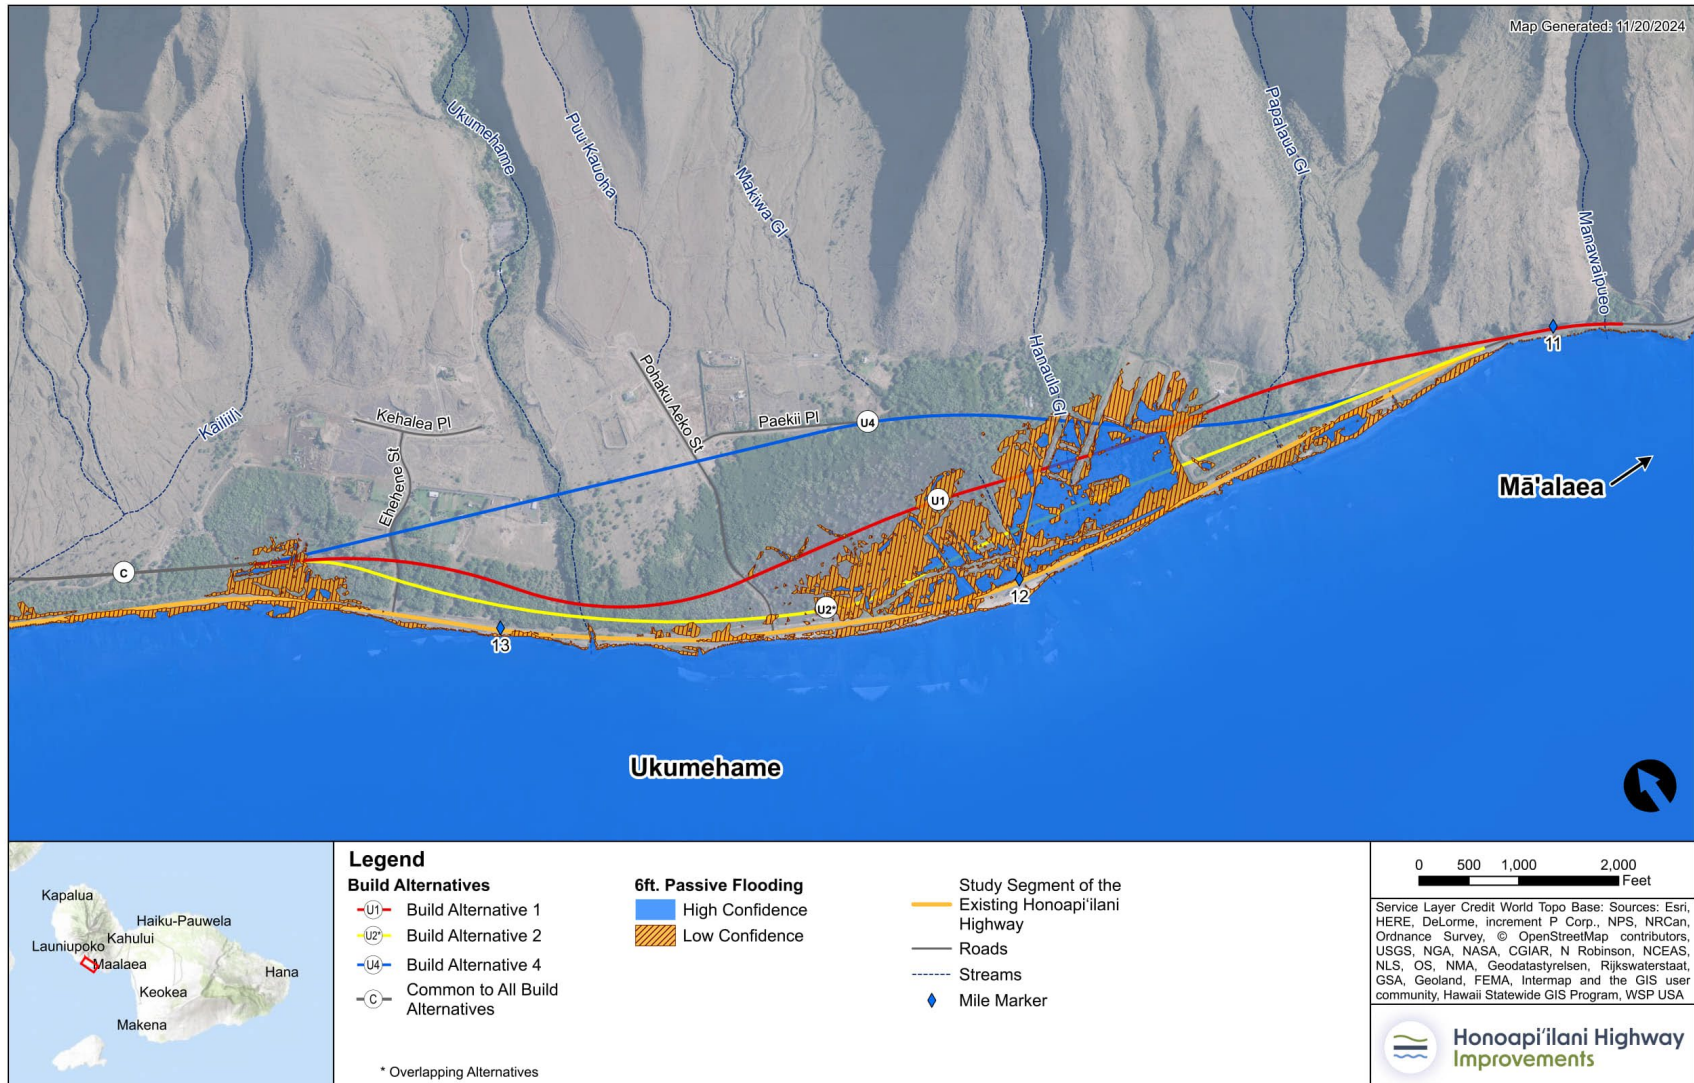 Map Generated: 11/20/2024
Ukumehame
Puu Kauoha
Makiwa Gl
Papalaua Gl
Manawaipueo
Hanaula Gl
Kailiili
Kehalea Pl
Ehehene St
Pohaku Aeko St
Paekii Pl
U4
U1
U2*
C
11
12
13
Mā'alaea
Ukumehame
Kapalua
Haiku-Pauwela
Kahului
Launiupoko
Maalaea
Hana
Keokea
Makena
Legend
Build Alternatives
U1 Build Alternative 1
U2* Build Alternative 2
U4 Build Alternative 4
C Common to All Build
Alternatives
* Overlapping Alternatives
6ft. Passive Flooding
High Confidence
Low Confidence
Study Segment of the
Existing Honoapiʻilani
Highway
Roads
Streams
Mile Marker
0 500 1,000 2,000
Feet
Service Layer Credit World Topo Base: Sources: Esri,
HERE, DeLorme, increment P Corp., NPS, NRCan,
Ordnance Survey, © OpenStreetMap contributors,
USGS, NGA, NASA, CGIAR, N Robinson, NCEAS,
NLS, OS, NMA, Geodatastyrelsen, Rijkswaterstaat,
GSA, Geoland, FEMA, Intermap and the GIS user
community, Hawaii Statewide GIS Program, WSP USA
Honoapiʻilani Highway
Improvements